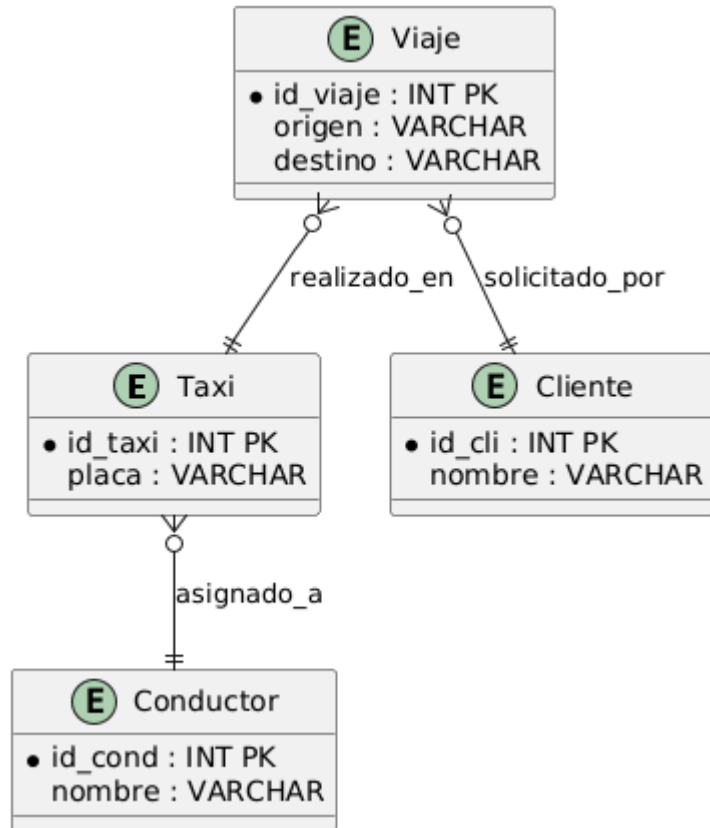 E Viaje
id_viaje : INT PK
origen : VARCHAR
destino : VARCHAR
realizado_en
solicitado_por
E Taxi
id_taxi : INT PK
placa : VARCHAR
E Cliente
id_cli : INT PK
nombre : VARCHAR
asignado_a
E Conductor
id_cond : INT PK
nombre : VARCHAR